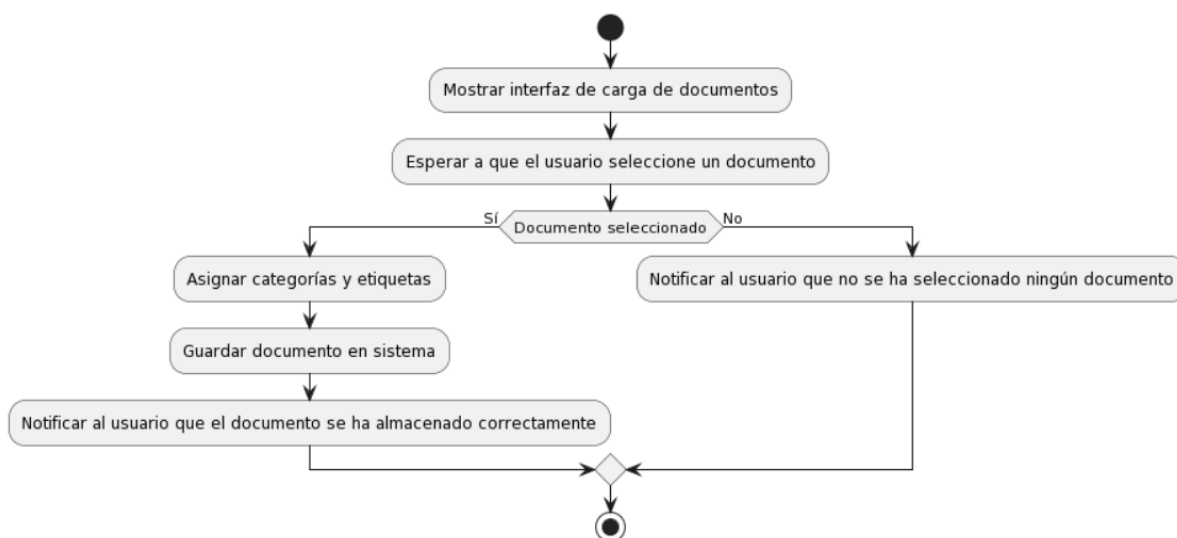 Mostrar interfaz de carga de documentos
Esperar a que el usuario seleccione un documento
Sí
Documento seleccionado
No
Asignar categorías y etiquetas
Notificar al usuario que no se ha seleccionado ningún documento
Guardar documento en sistema
Notificar al usuario que el documento se ha almacenado correctamente